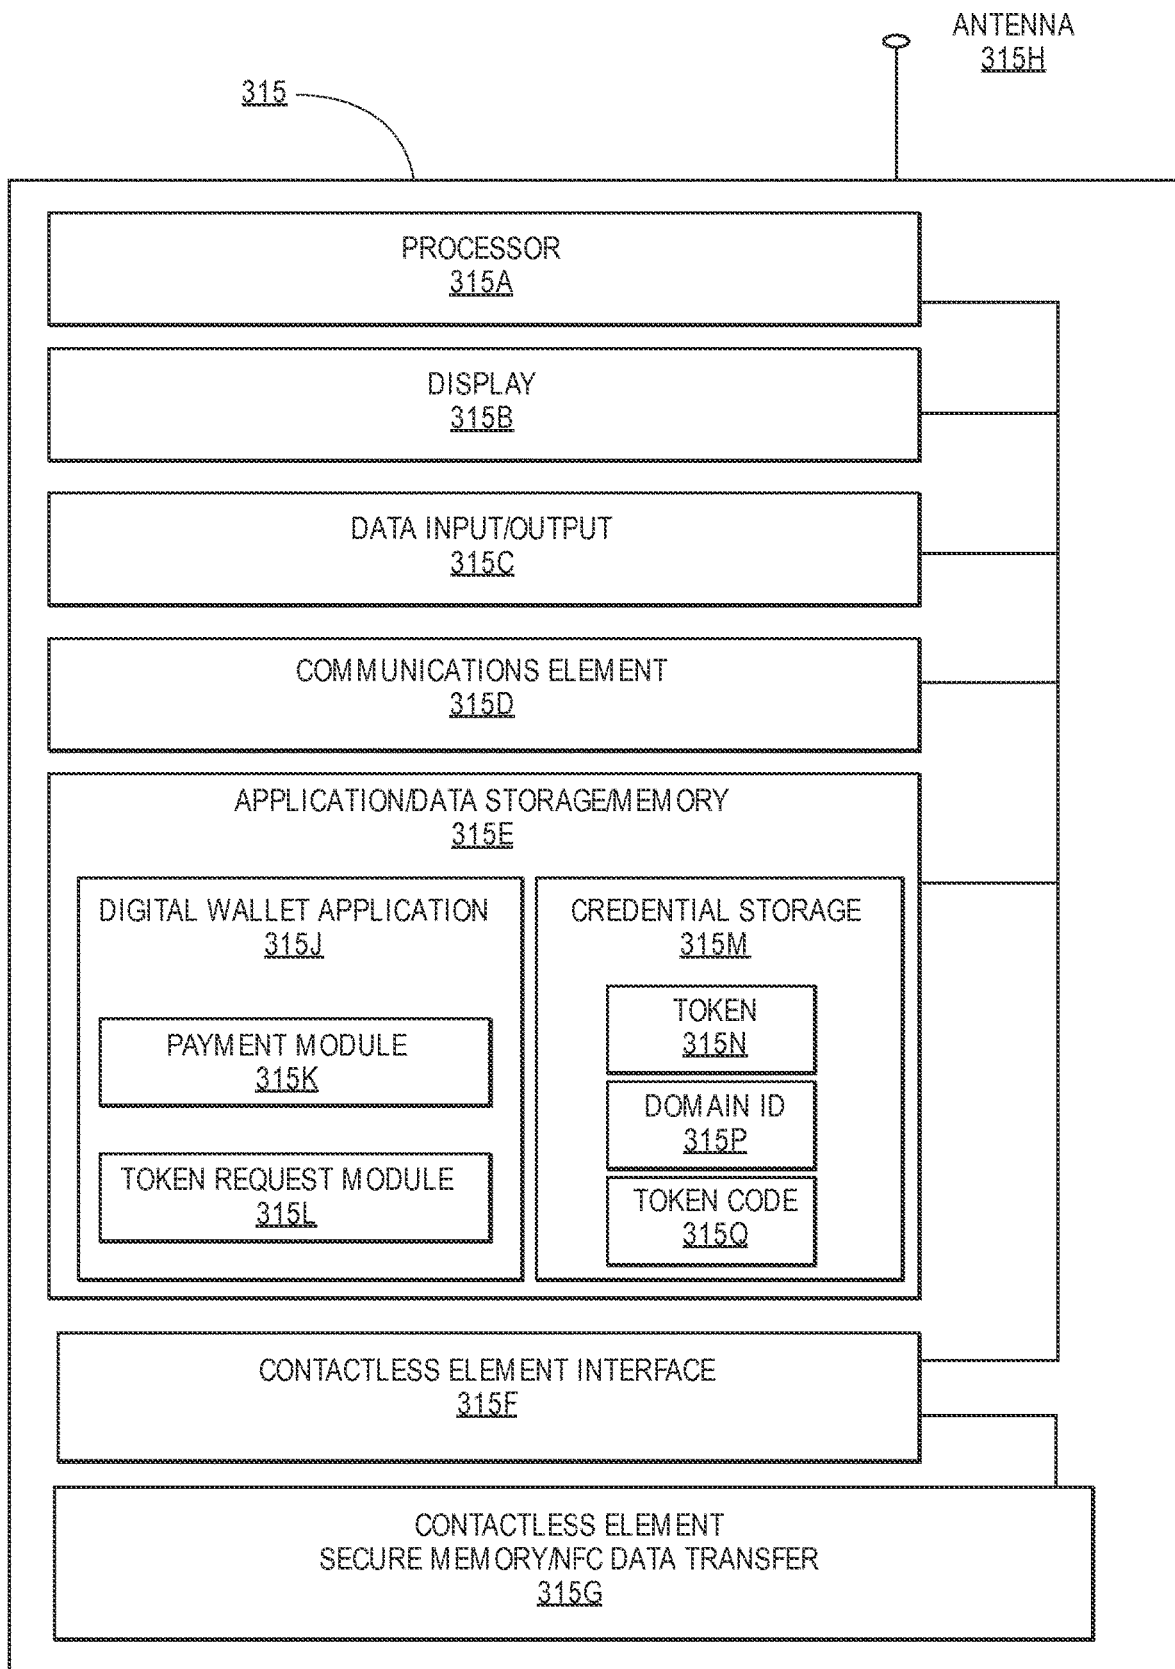 ANTENNA
315H
315
PROCESSOR
315A
DISPLAY
315B
DATA INPUT/OUTPUT
315C
COMMUNICATIONS ELEMENT
315D
APPLICATION/DATA STORAGE/MEMORY
315E
DIGITAL WALLET APPLICATION
315J
PAYMENT MODULE
315K
TOKEN REQUEST MODULE
315L
CREDENTIAL STORAGE
315M
TOKEN
315N
DOMAIN ID
315P
TOKEN CODE
315Q
CONTACTLESS ELEMENT INTERFACE
315F
CONTACTLESS ELEMENT
SECURE MEMORY/NFC DATA TRANSFER
315G